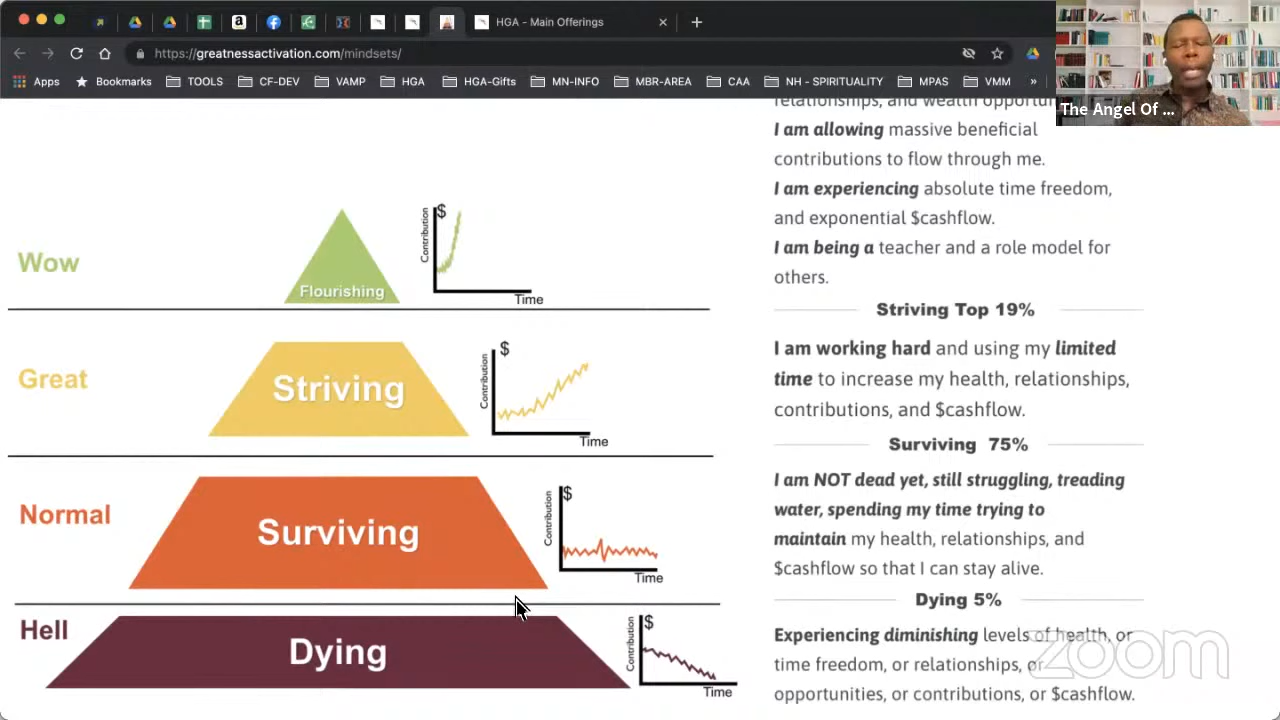 HGA - Main Offerings
https://greatnessactivation.com/mindsets/
Apps
Bookmarks
TOOLS
CF-DEV
VAMP
HGA
HGA-Gifts
MN-INFO
MBR-AREA
CAA
NH - SPIRITUALITY
MPAS
VMM
»
The Angel Of ...
Wow
Flourishing
Contribution
$
Time
Great
Striving
Contribution
$
Time
Normal
Surviving
Contribution
$
Time
Hell
Dying
Contribution
$
Time
relationships, and wealth opportun
I am allowing massive beneficial
contributions to flow through me.
I am experiencing absolute time freedom,
and exponential $cashflow.
I am being a teacher and a role model for
others.
Striving Top 19%
I am working hard and using my limited
time to increase my health, relationships,
contributions, and $cashflow.
Surviving 75%
I am NOT dead yet, still struggling, treading
water, spending my time trying to
maintain my health, relationships, and
$cashflow so that I can stay alive.
Dying 5%
Experiencing diminishing levels of health, or
time freedom, or relationships, or
opportunities, or contributions, or $cashflow.
zoom